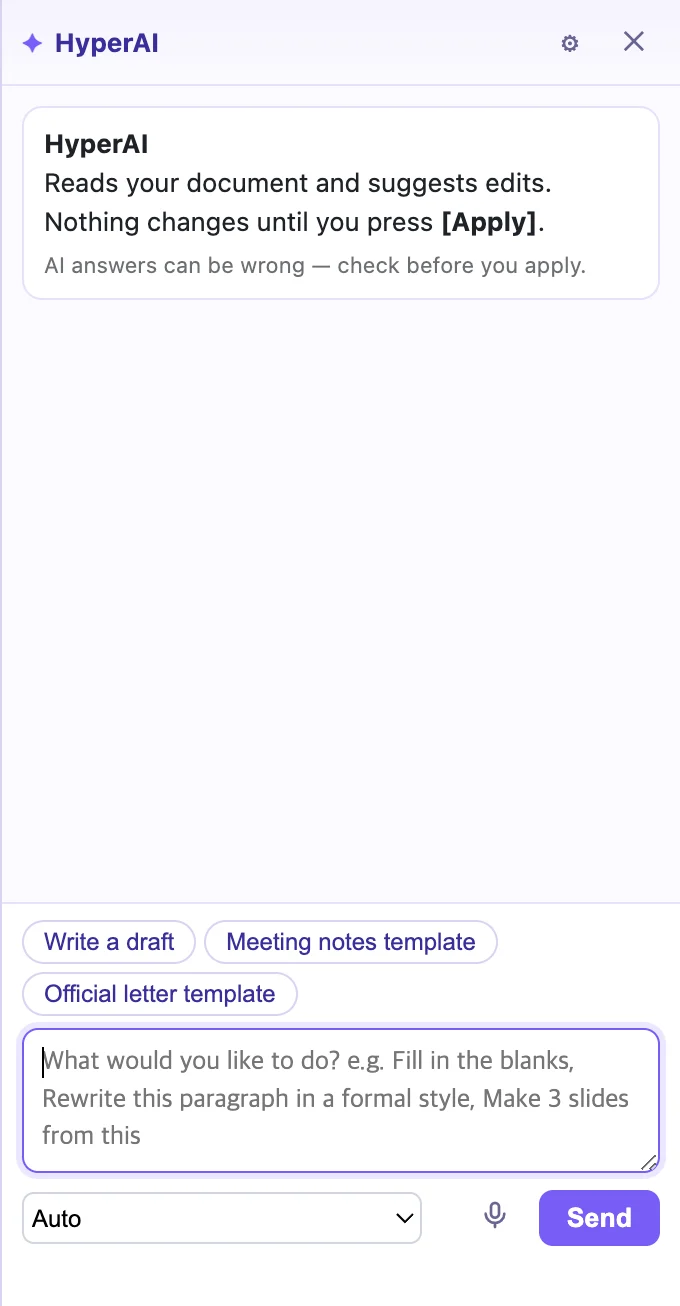 HyperAI
HyperAI
Reads your document and suggests edits.
Nothing changes until you press [Apply].
AI answers can be wrong — check before you apply.
Write a draft
Meeting notes template
Official letter template
What would you like to do? e.g. Fill in the blanks,
Rewrite this paragraph in a formal style, Make 3 slides
from this
Auto
Send